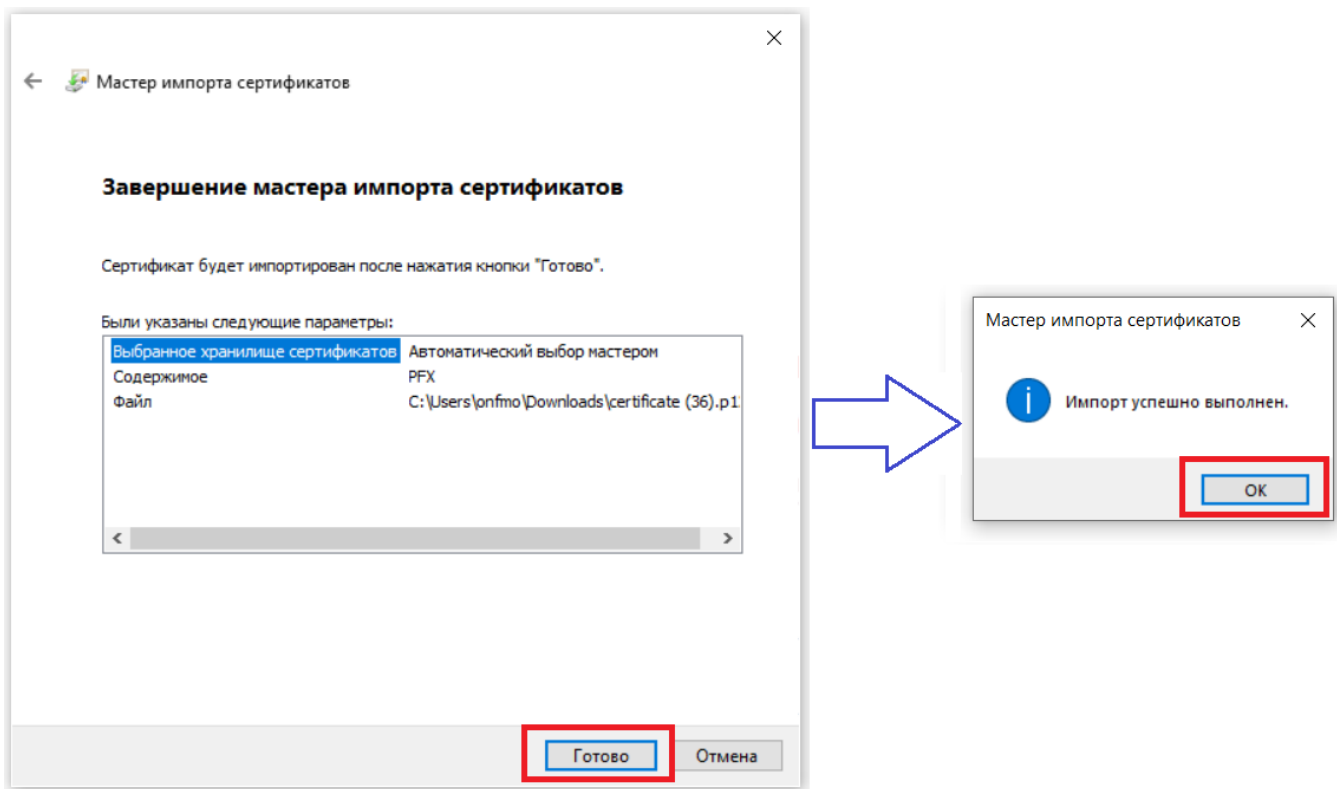 Мастер импорта сертификатов
Завершение мастера импорта сертификатов
Сертификат будет импортирован после нажатия кнопки "Готово".
Были указаны следующие параметры:
Выбранное хранилище сертификатов Автоматический выбор мастером
Содержимое PFX
Файл C:\Users\onfmo\Downloads\certificate (36).p1
Готово Отмена
Мастер импорта сертификатов
Импорт успешно выполнен.
ОК